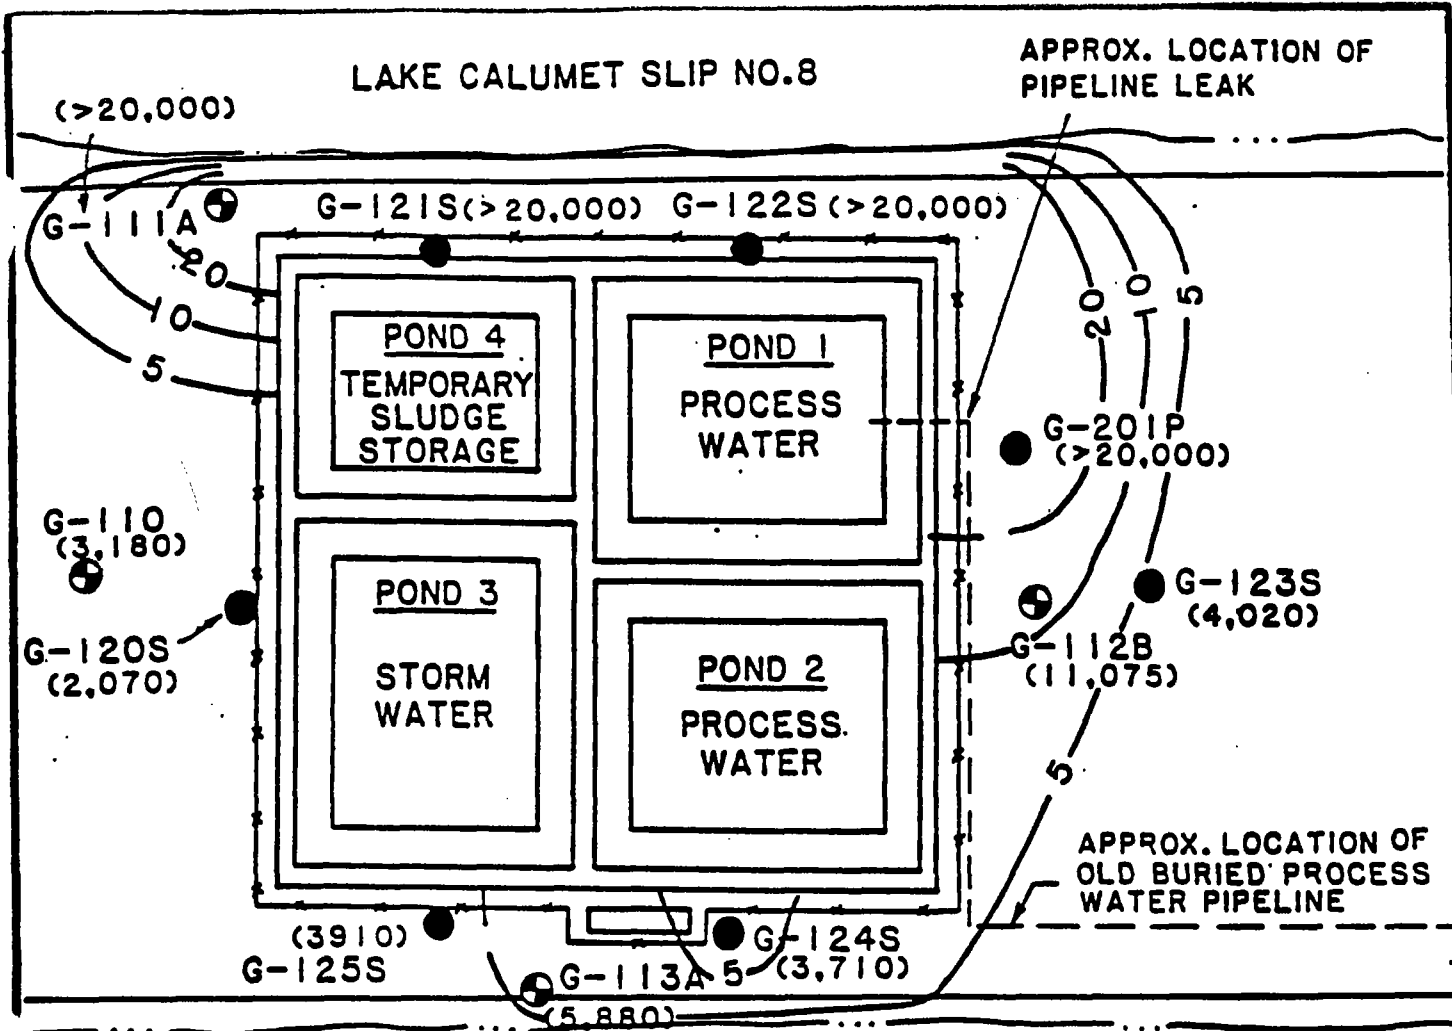 LAKE CALUMET SLIP NO.8
APPROX. LOCATION OF
PIPELINE LEAK
(>20,000)
G-111A
G-121S(>20,000)
G-122S(>20,000)
20
10
5
20
10
5
POND 4
TEMPORARY
SLUDGE
STORAGE
POND 1
PROCESS
WATER
G-201P
(>20,000)
G-110
(3,180)
G-120S
(2,070)
POND 3
STORM
WATER
POND 2
PROCESS
WATER
G-123S
(4,020)
G-112B
(11,075)
5
APPROX. LOCATION OF
OLD BURIED PROCESS
WATER PIPELINE
(3910)
G-125S
G-124S
(3,710)
G-113A
5
(5,880)